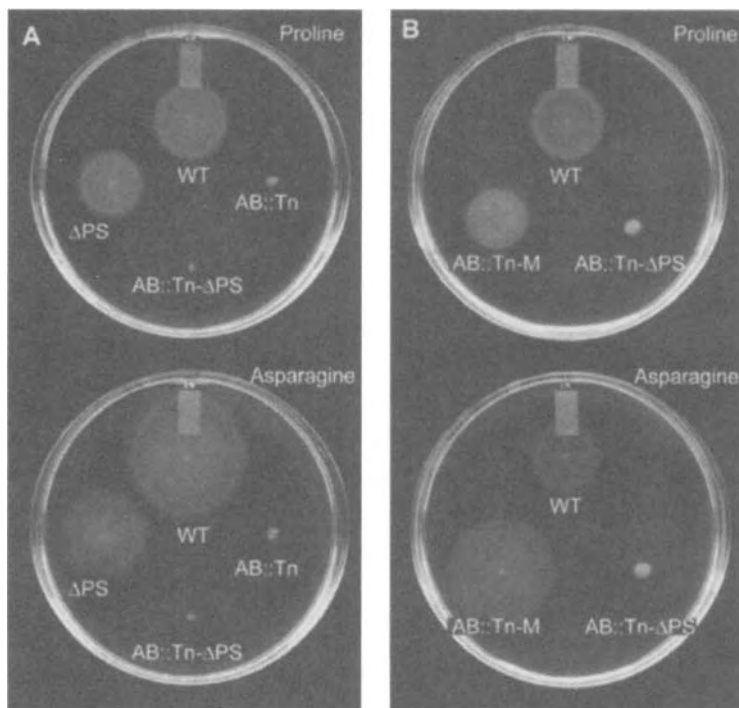 A
Proline
WT
ΔPS
AB::Tn
AB::Tn-ΔPS
Asparagine
WT
ΔPS
AB::Tn
AB::Tn-ΔPS
B
Proline
WT
AB::Tn-M
AB::Tn-ΔPS
Asparagine
WT
AB::Tn-M
AB::Tn-ΔPS